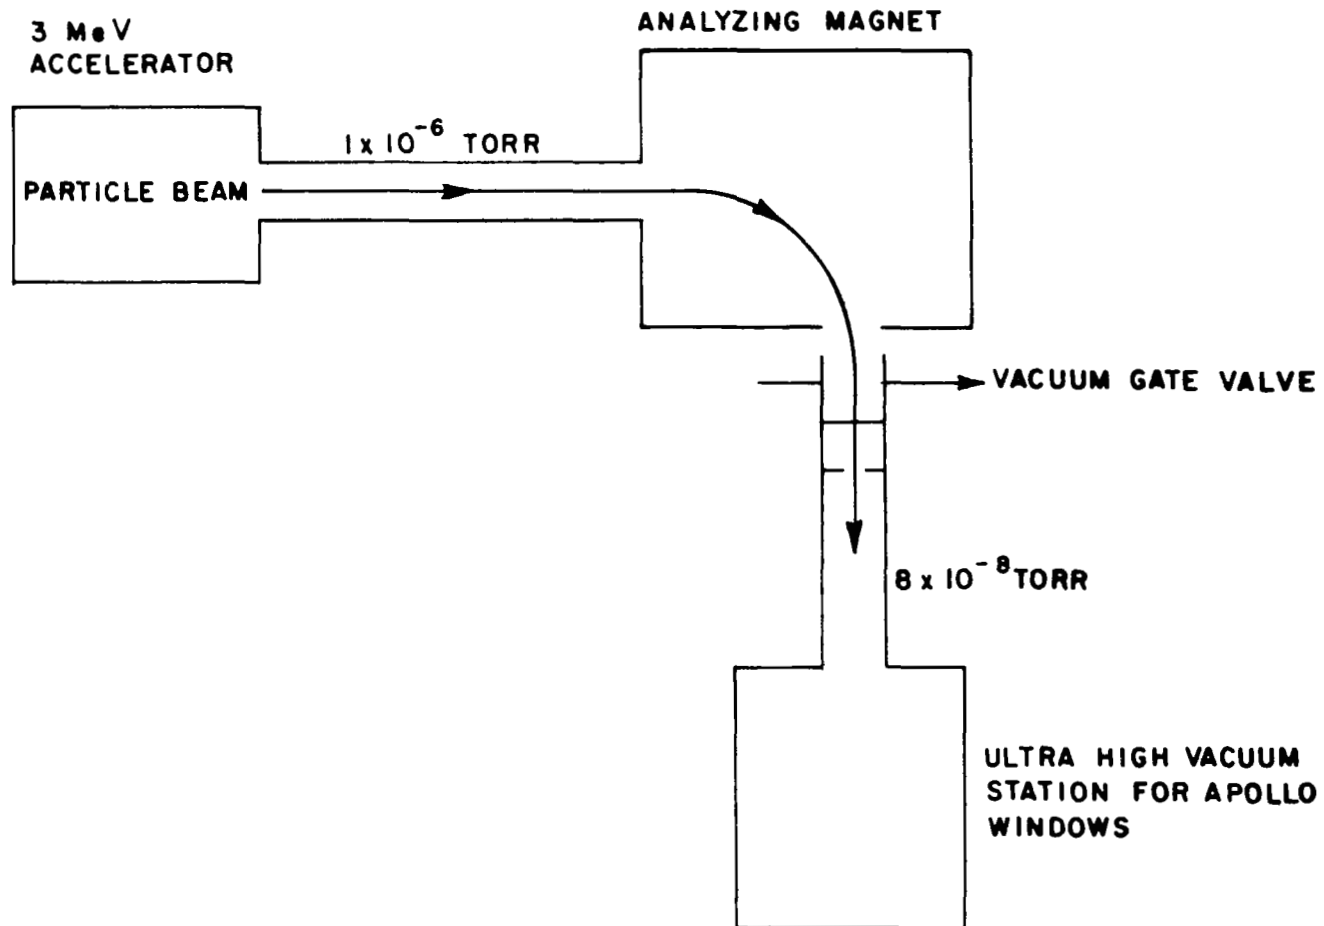 3 MeV
ACCELERATOR
ANALYZING MAGNET
1 x 10⁻⁶ TORR
PARTICLE BEAM
VACUUM GATE VALVE
8 x 10⁻⁸ TORR
ULTRA HIGH VACUUM
STATION FOR APOLLO
WINDOWS